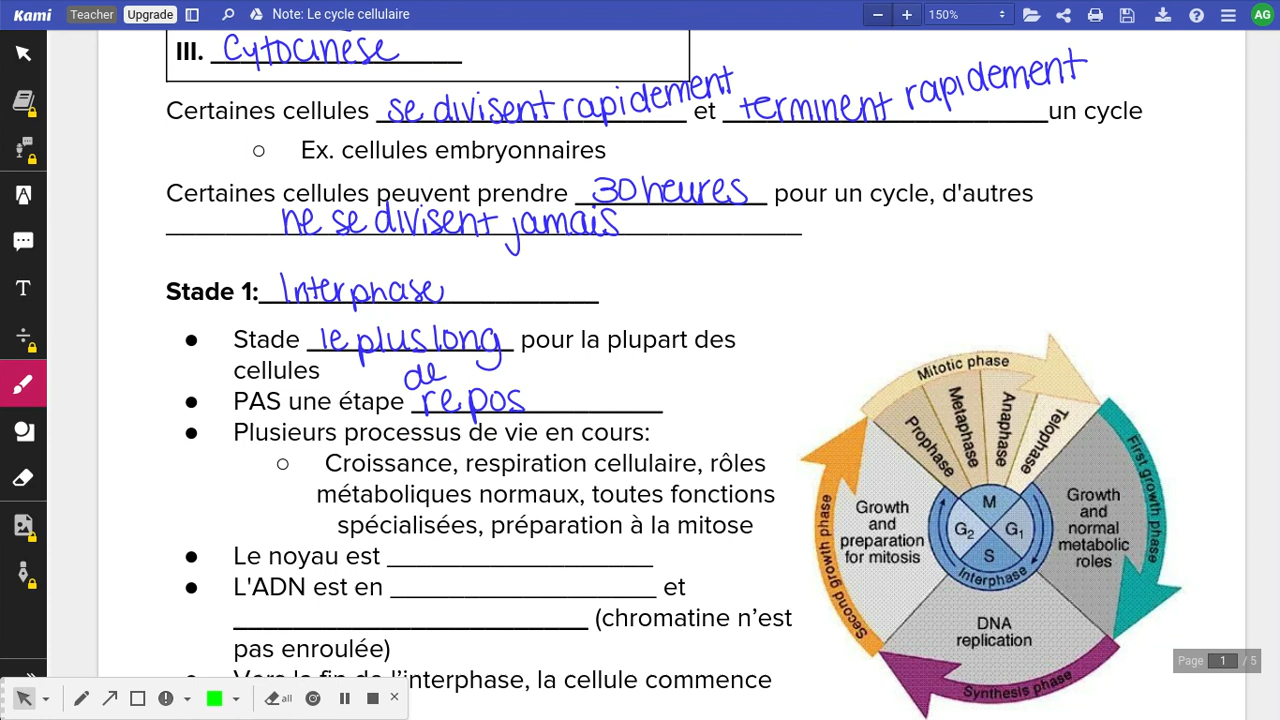 Kami Teacher Upgrade Note: Le cycle cellulaire 150% AG
III. Cytocinèse
Certaines cellules se divisent rapidement et terminent rapidement un cycle
○ Ex. cellules embryonnaires
Certaines cellules peuvent prendre 30 heures pour un cycle, d'autres
ne se divisent jamais
Stade 1: Interphase
● Stade le plus long pour la plupart des
cellules
● PAS une étape de repos
● Plusieurs processus de vie en cours:
○ Croissance, respiration cellulaire, rôles
métaboliques normaux, toutes fonctions
spécialisées, préparation à la mitose
● Le noyau est ____________________
● L'ADN est en ____________________ et
____________________ (chromatine n'est
pas enroulée)
● Vers la fin de l'interphase, la cellule commence
Mitotic phase
Prophase
Metaphase
Anaphase
Telophase
First growth phase
Growth
and
normal
metabolic
roles
Second growth phase
Growth
and
preparation
for mitosis
M
G2
G1
S
Interphase
DNA
replication
Synthesis phase
Page 1 / 5
all